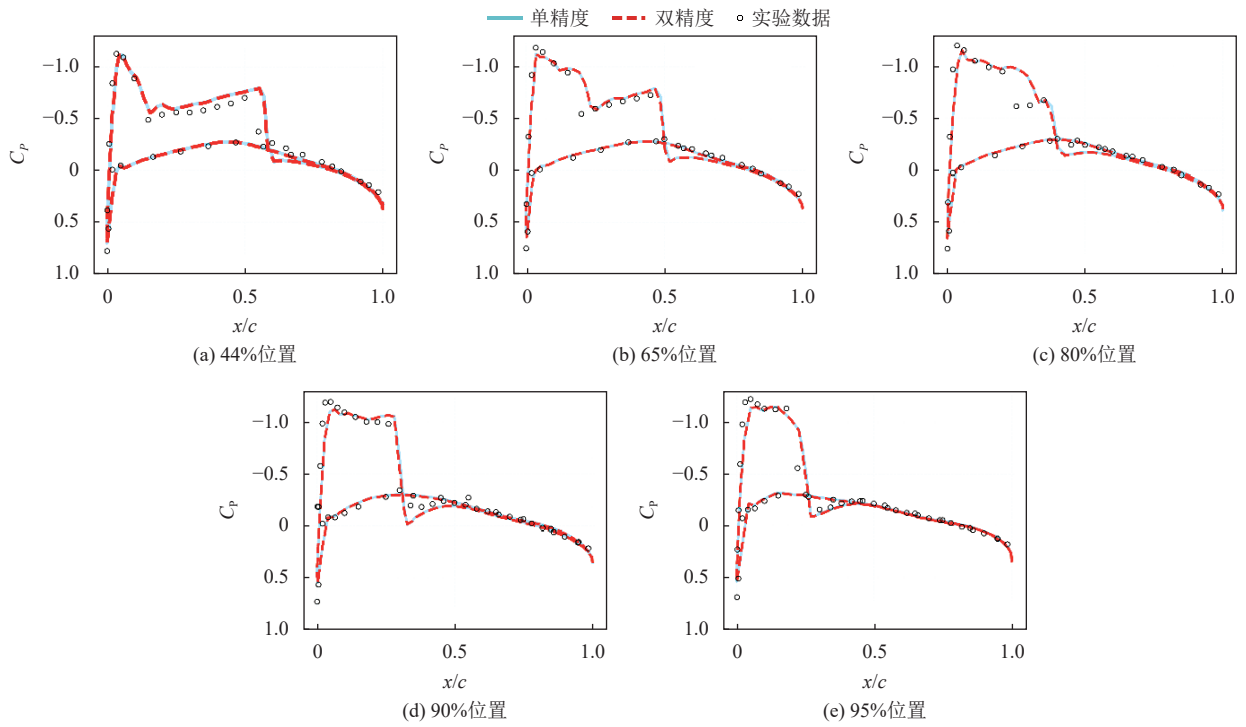 单精度 双精度 实验数据
−1.0 −1.0 −1.0
−0.5 −0.5 −0.5
C_P C_P C_P
0 0 0
0.5 0.5 0.5
1.0 1.0 1.0
0 0.5 1.0 0 0.5 1.0 0 0.5 1.0
x/c x/c x/c
(a) 44%位置 (b) 65%位置 (c) 80%位置
−1.0 −1.0
−0.5 −0.5
C_P C_P
0 0
0.5 0.5
1.0 1.0
0 0.5 1.0 0 0.5 1.0
x/c x/c
(d) 90%位置 (e) 95%位置